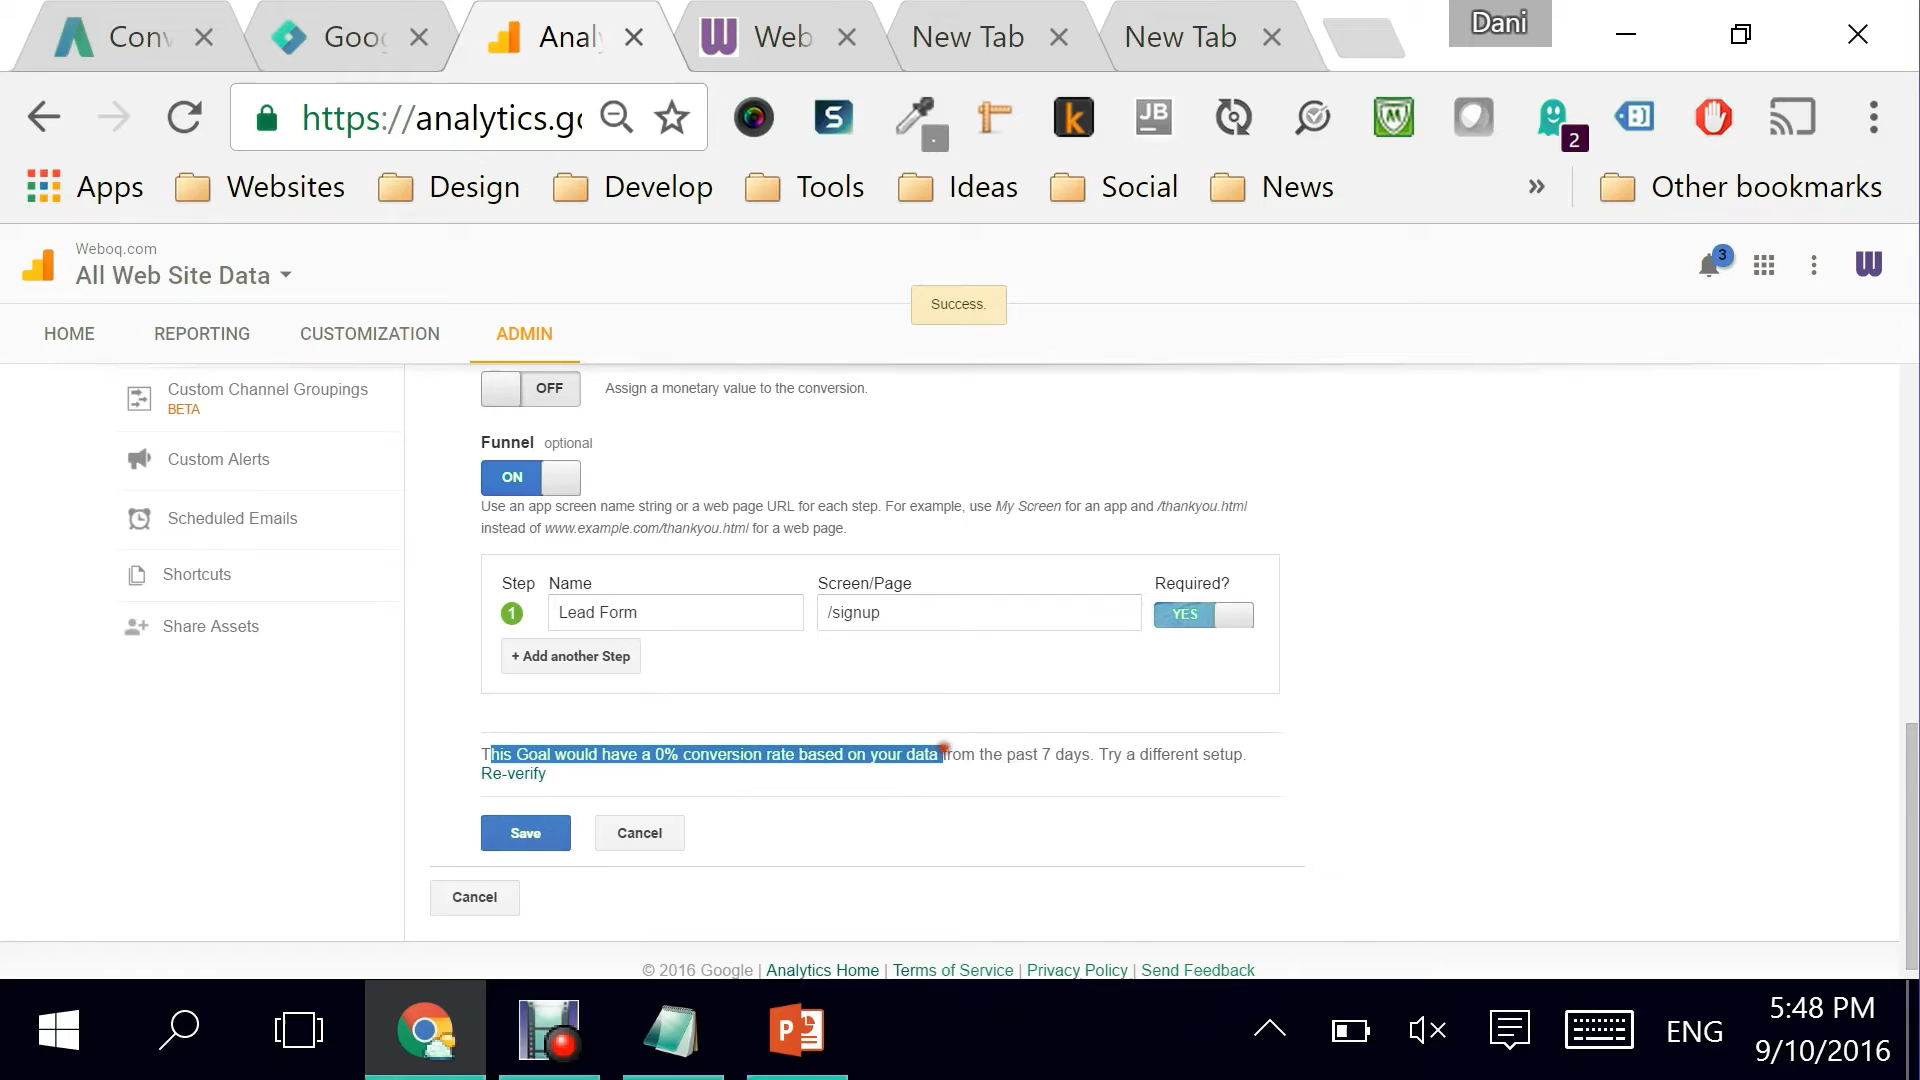 Conv
Goog
Analy
Web
New Tab
New Tab
Dani
https://analytics.go
S
k
JB
M
2
Apps
Websites
Design
Develop
Tools
Ideas
Social
News
»
Other bookmarks
Weboq.com
All Web Site Data
3
Success.
HOME
REPORTING
CUSTOMIZATION
ADMIN
Custom Channel Groupings
BETA
Custom Alerts
Scheduled Emails
Shortcuts
Share Assets
OFF
Assign a monetary value to the conversion.
Funnel optional
ON
Use an app screen name string or a web page URL for each step. For example, use My Screen for an app and /thankyou.html
instead of www.example.com/thankyou.html for a web page.
Step Name Screen/Page Required?
1 Lead Form /signup YES
+ Add another Step
This Goal would have a 0% conversion rate based on your data from the past 7 days. Try a different setup.
Re-verify
Save
Cancel
Cancel
© 2016 Google | Analytics Home | Terms of Service | Privacy Policy | Send Feedback
ENG
5:48 PM
9/10/2016